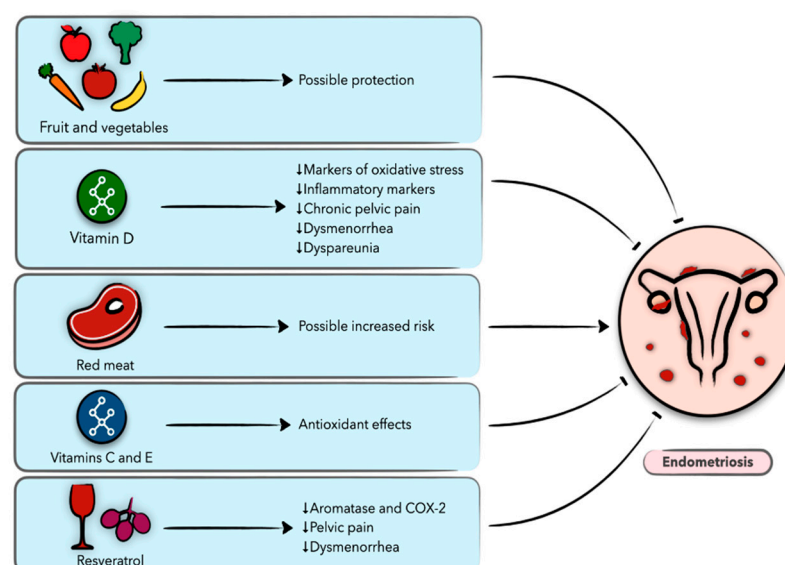 Possible protection
Fruit and vegetables
↓Markers of oxidative stress
↓Inflammatory markers
↓Chronic pelvic pain
↓Dysmenorrhea
↓Dyspareunia
Vitamin D
Possible increased risk
Red meat
Antioxidant effects
Vitamins C and E
Endometriosis
↓Aromatase and COX-2
↓Pelvic pain
↓Dysmenorrhea
Resveratrol